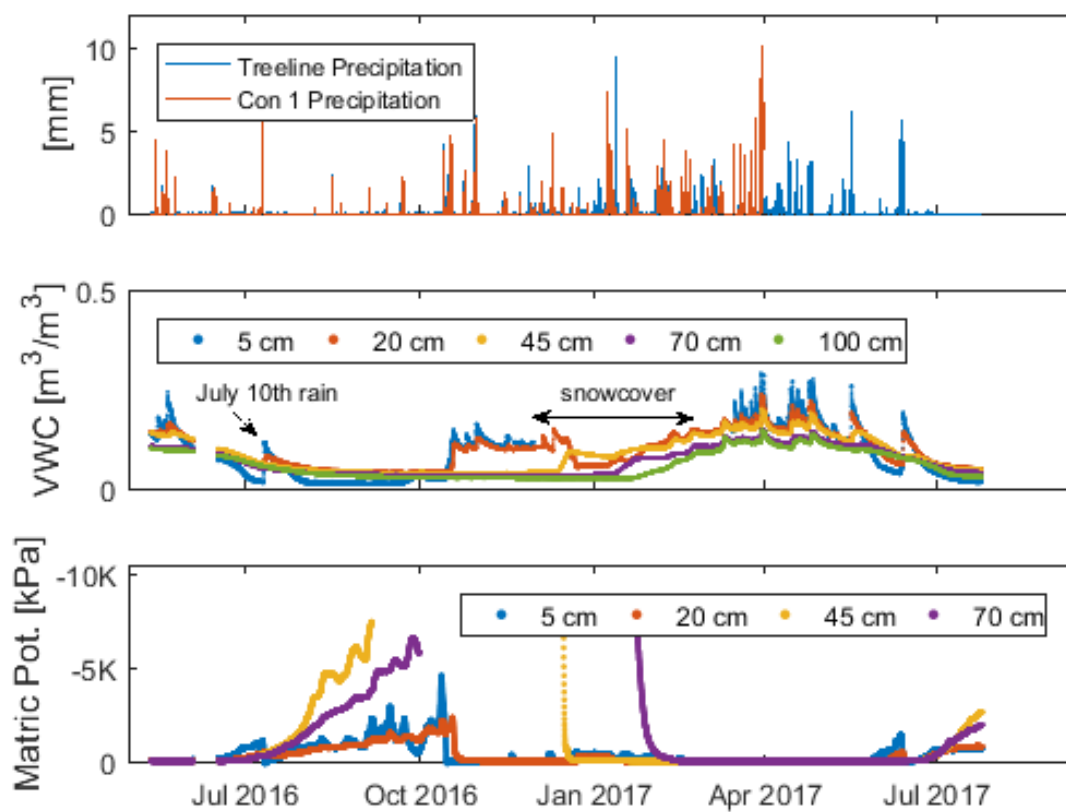 10
5
0
[mm]
Treeline Precipitation
Con 1 Precipitation
0.5
0
VWC [m³/m³]
5 cm 20 cm 45 cm 70 cm 100 cm
July 10th rain
snowcover
-10K
-5K
0
Matric Pot. [kPa]
5 cm 20 cm 45 cm 70 cm
Jul 2016 Oct 2016 Jan 2017 Apr 2017 Jul 2017